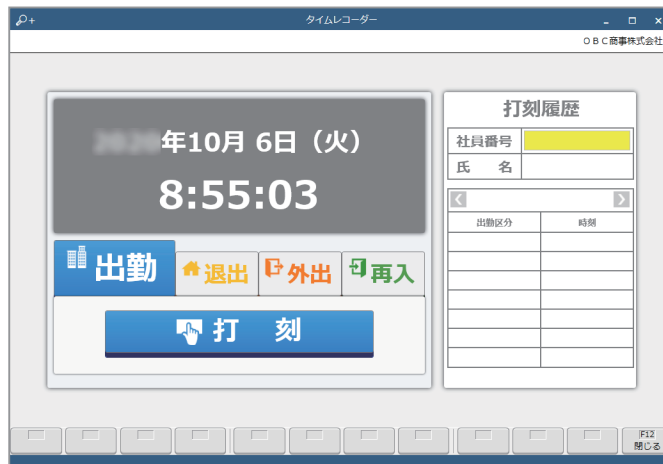 タイムレコーダー
OBC商事株式会社
年10月 6日（火）
8:55:03
出勤
退出
外出
再入
打 刻
打刻履歴
社員番号
氏 名
出勤区分 時刻
F12
閉じる